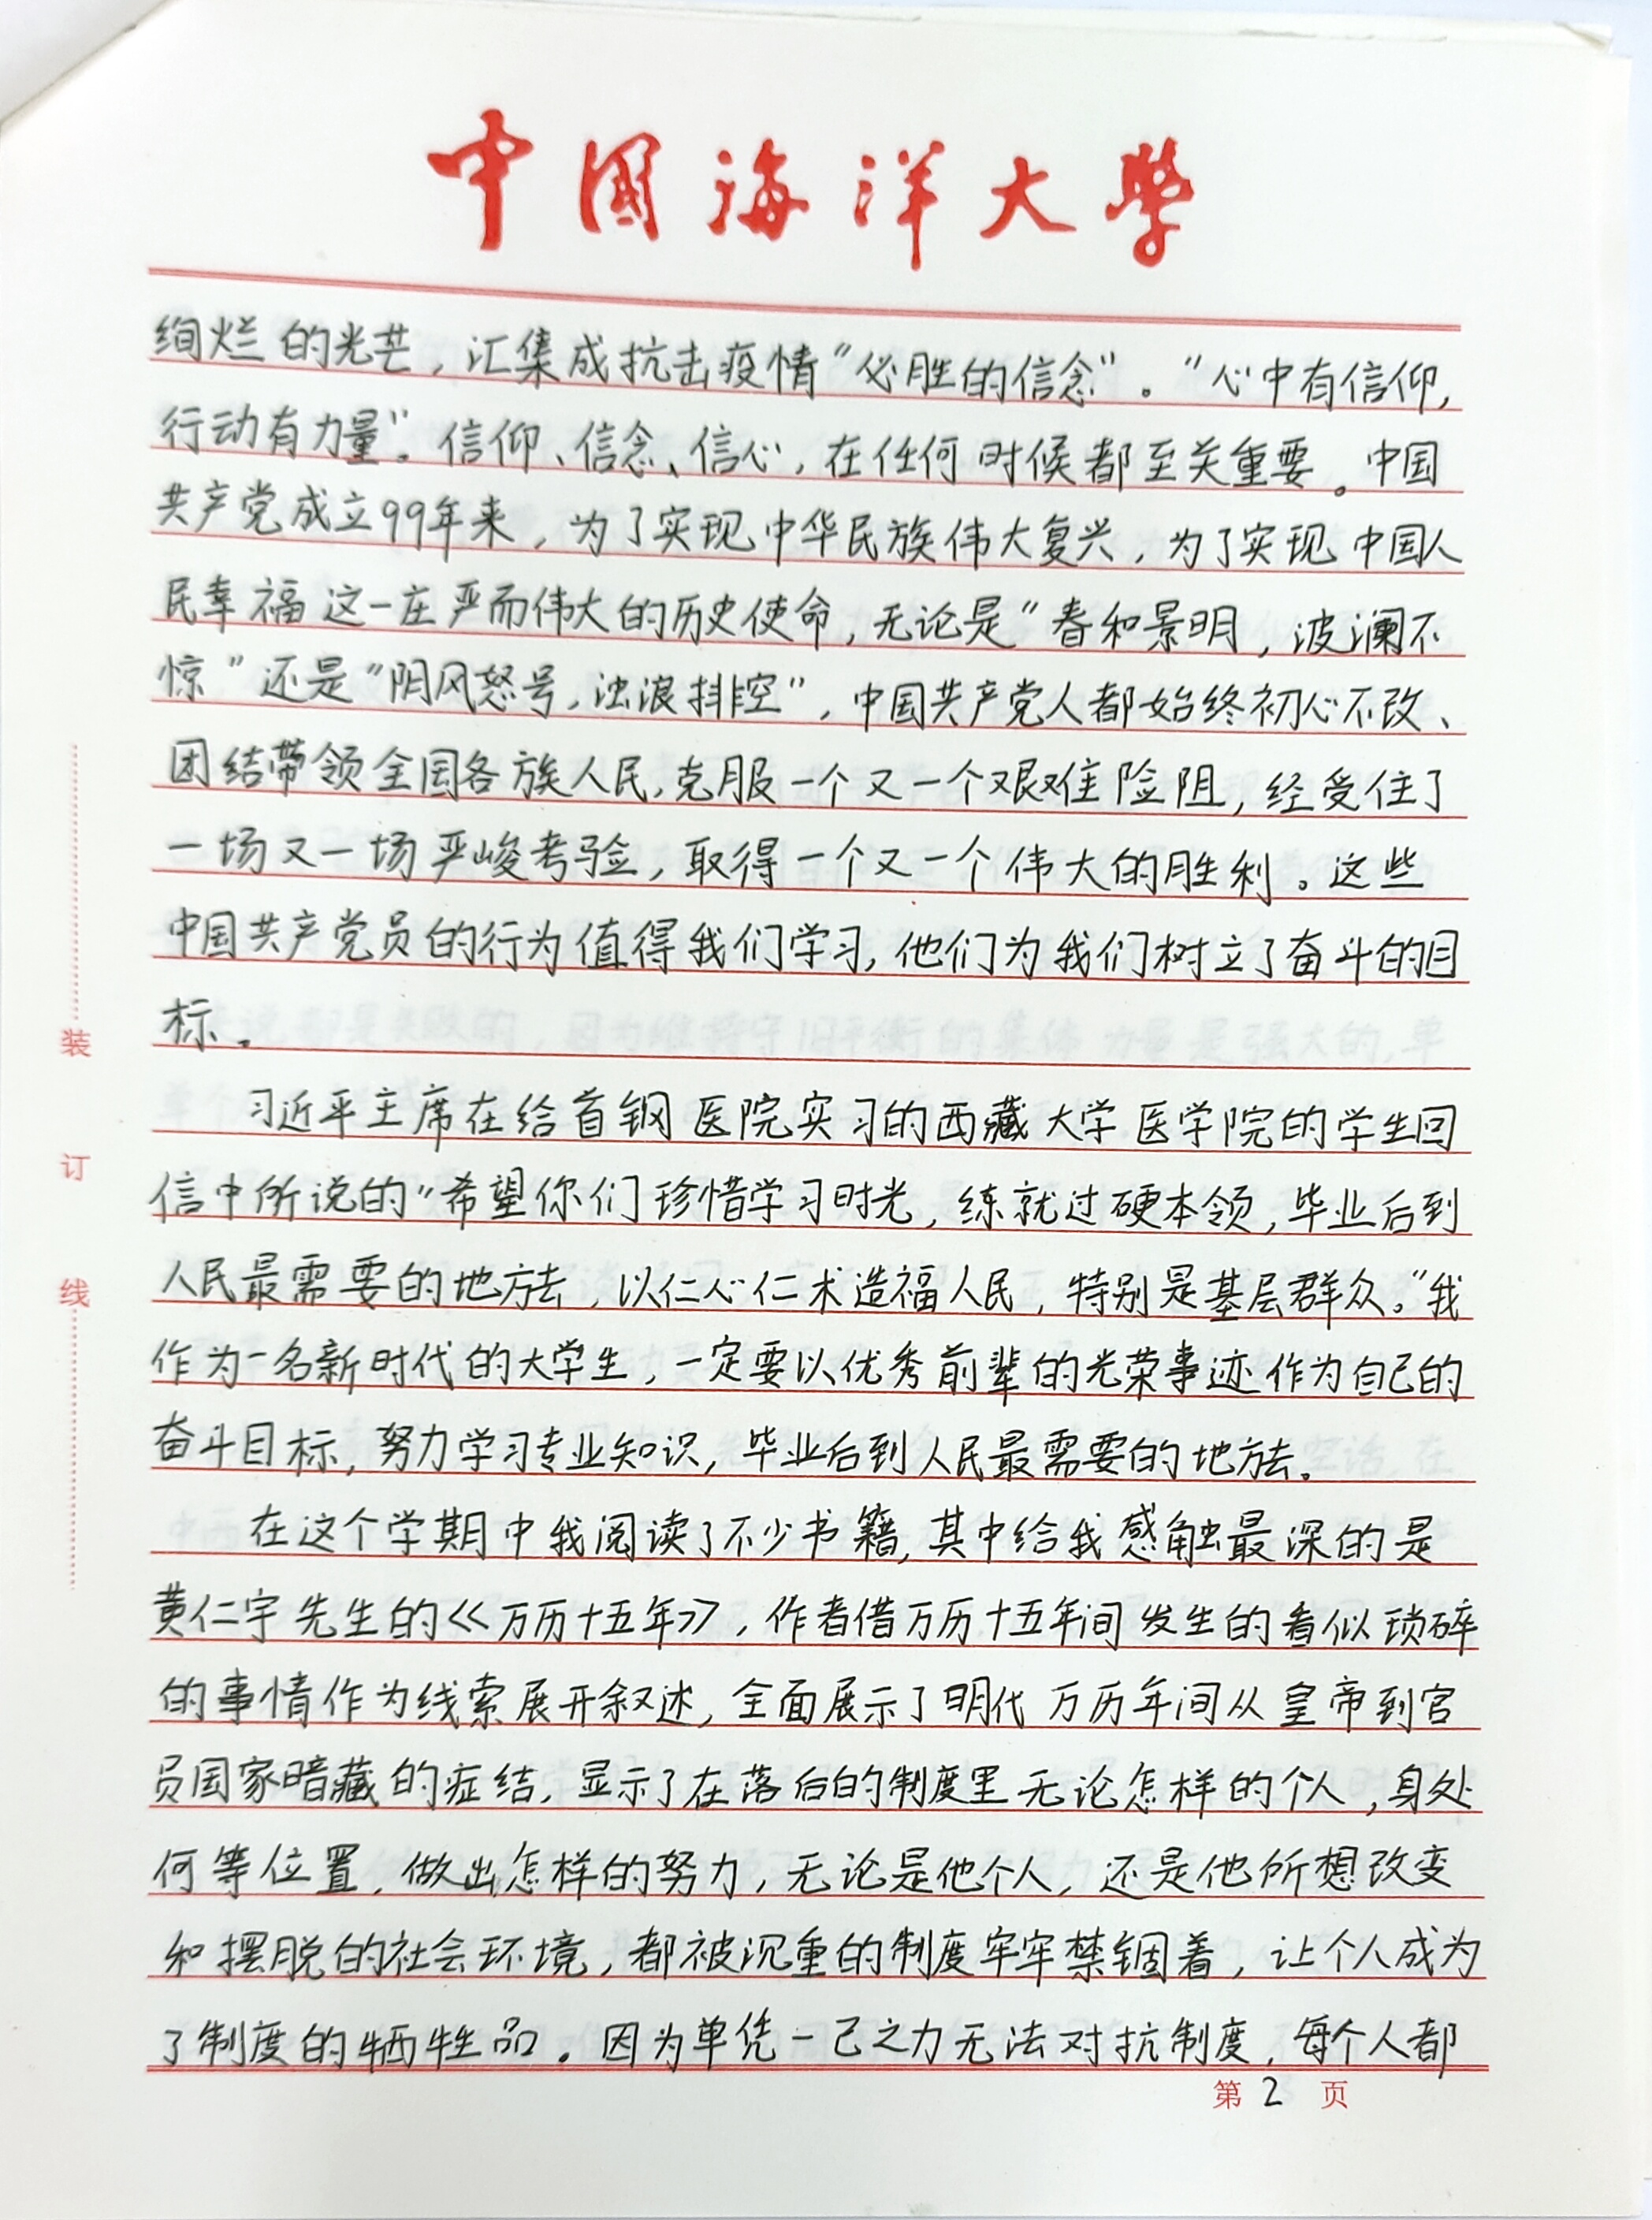 中国海洋大学
绚烂的光芒，汇集成抗击疫情“必胜的信念”。“心中有信仰，
行动有力量”。信仰、信念、信心，在任何时候都至关重要。中国
共产党成立99年来，为了实现中华民族伟大复兴，为了实现中国人
民幸福这一庄严而伟大的历史使命，无论是“春和景明，波澜不
惊”还是“阴风怒号，浊浪排空”，中国共产党人都始终初心不改、
团结带领全国各族人民，克服一个又一个艰难险阻，经受住了
一场又一场严峻考验，取得一个又一个伟大的胜利。这些
中国共产党员的行为值得我们学习，他们为我们树立了奋斗的目
标。
习近平主席在给首钢医院实习的西藏大学医学院的学生回
信中所说的“希望你们珍惜学习时光，练就过硬本领，毕业后到
人民最需要的地方去，以仁心仁术造福人民，特别是基层群众。”我
作为一名新时代的大学生，一定要以优秀前辈的光荣事迹作为自己的
奋斗目标，努力学习专业知识，毕业后到人民最需要的地方去。
在这个学期中我阅读了不少书籍，其中给我感触最深的是
黄仁宇先生的《万历十五年》，作者借万历十五年间发生的看似琐碎
的事情作为线索展开叙述，全面展示了明代万历年间从皇帝到官
员国家暗藏的症结，显示了在落后的制度里无论怎样的个人，身处
何等位置，做出怎样的努力，无论是他个人，还是他所想改变
和摆脱的社会环境，都被沉重的制度牢牢禁锢着，让个人成为
了制度的牺牲品。因为单凭一己之力无法对抗制度，每个人都
第2页
装
订
线